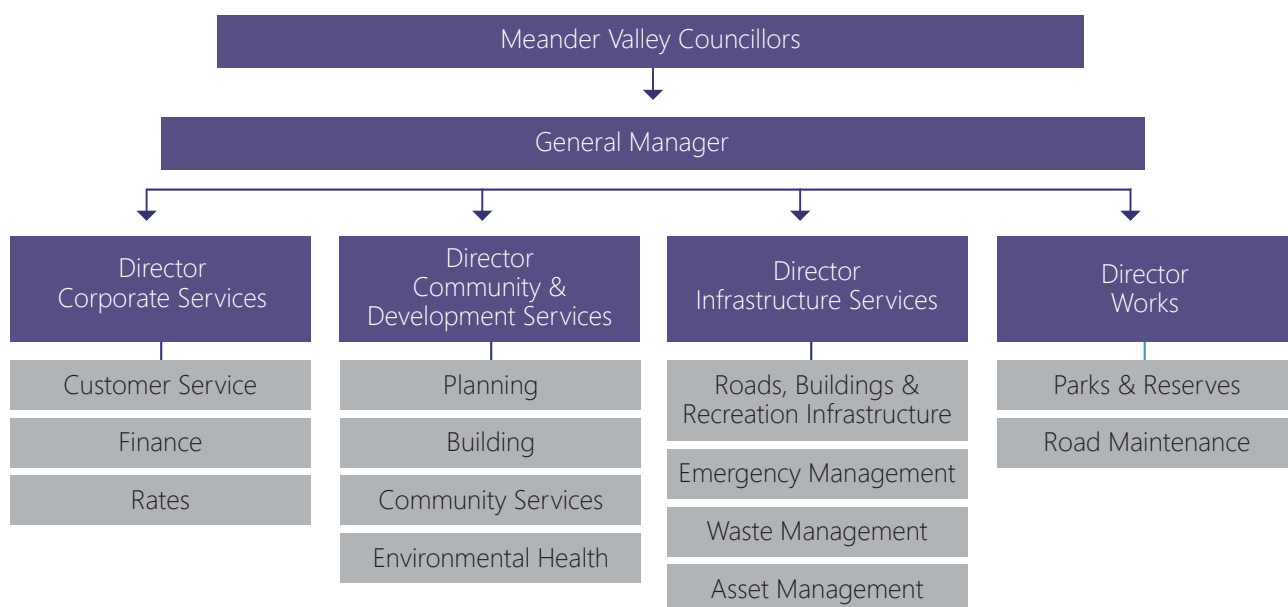 Meander Valley Councillors
General Manager
Director
Corporate Services
Customer Service
Finance
Rates
Director
Community &
Development Services
Planning
Building
Community Services
Environmental Health
Director
Infrastructure Services
Roads, Buildings &
Recreation Infrastructure
Emergency Management
Waste Management
Asset Management
Director
Works
Parks & Reserves
Road Maintenance